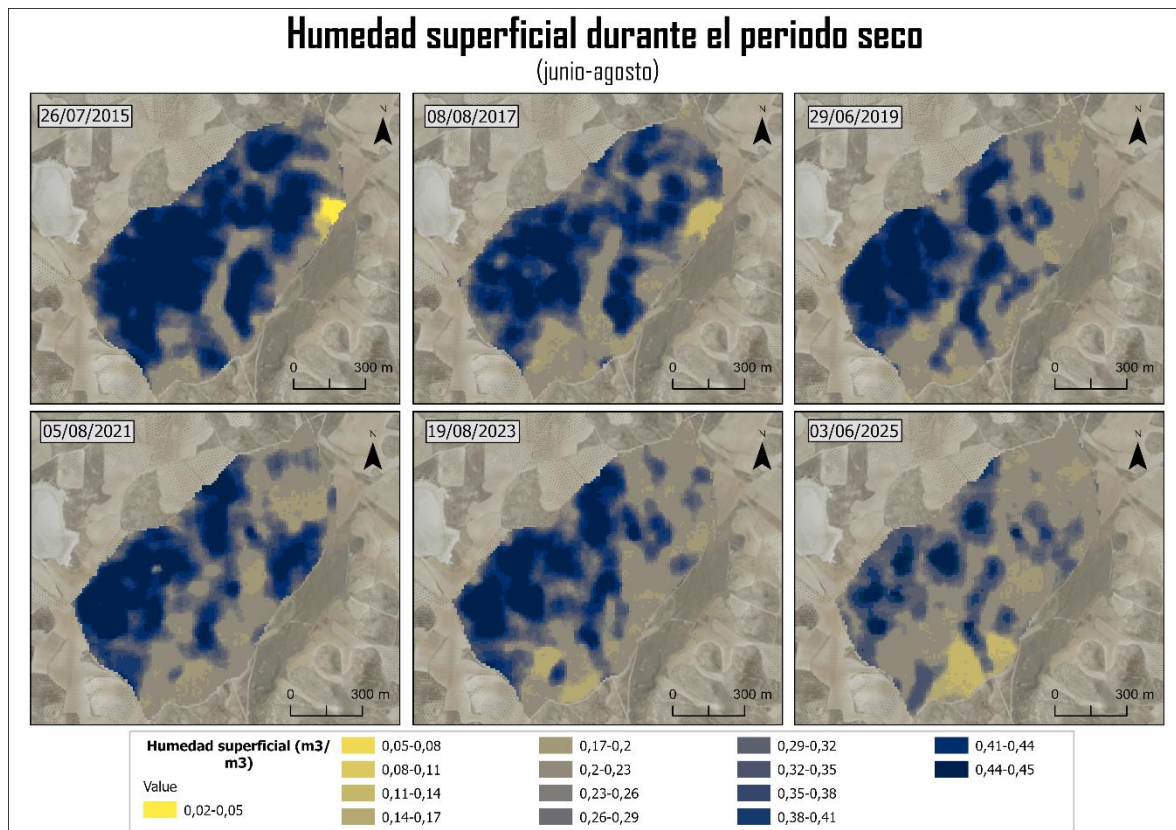 Humedad superficial durante el periodo seco
(junio-agosto)
26/07/2015
N
0 300 m
08/08/2017
N
0 300 m
29/06/2019
N
0 300 m
05/08/2021
N
0 300 m
19/08/2023
N
0 300 m
03/06/2025
N
0 300 m
Humedad superficial (m3/
m3)
Value
0,02-0,05
0,05-0,08
0,08-0,11
0,11-0,14
0,14-0,17
0,17-0,2
0,2-0,23
0,23-0,26
0,26-0,29
0,29-0,32
0,32-0,35
0,35-0,38
0,38-0,41
0,41-0,44
0,44-0,45